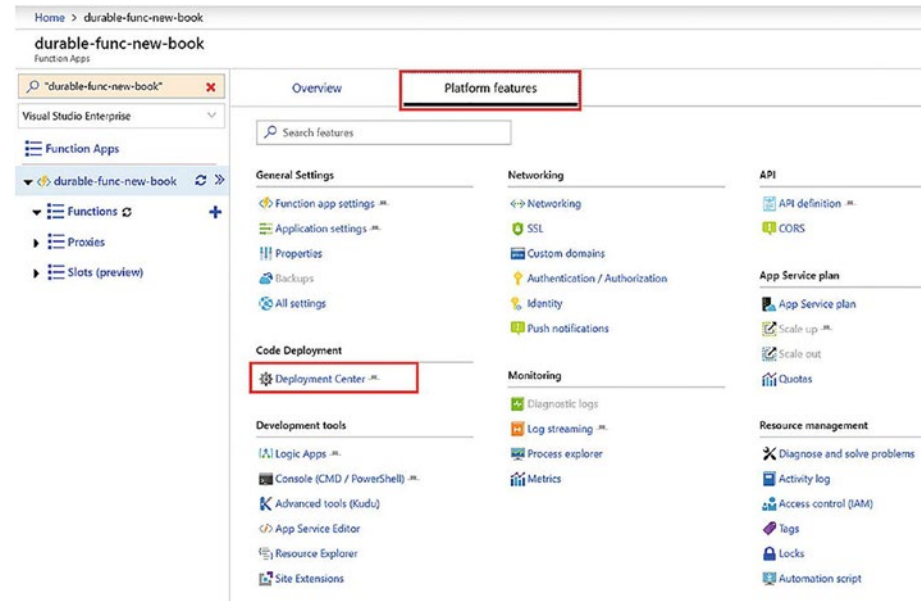 Home > durable-func-new-book
durable-func-new-book
Function Apps
"durable-func-new-book"
Visual Studio Enterprise
Function Apps
durable-func-new-book
Functions
Proxies
Slots (preview)
Overview
Platform features
Search features
General Settings
Function app settings
Application settings
Properties
Backups
All settings
Code Deployment
Deployment Center
Development tools
Logic Apps
Console (CMD / PowerShell)
Advanced tools (Kudu)
App Service Editor
Resource Explorer
Site Extensions
Networking
Networking
SSL
Custom domains
Authentication / Authorization
Identity
Push notifications
Monitoring
Diagnostic logs
Log streaming
Process explorer
Metrics
API
API definition
CORS
App Service plan
App Service plan
Scale up
Scale out
Quotas
Resource management
Diagnose and solve problems
Activity log
Access control (IAM)
Tags
Locks
Automation script